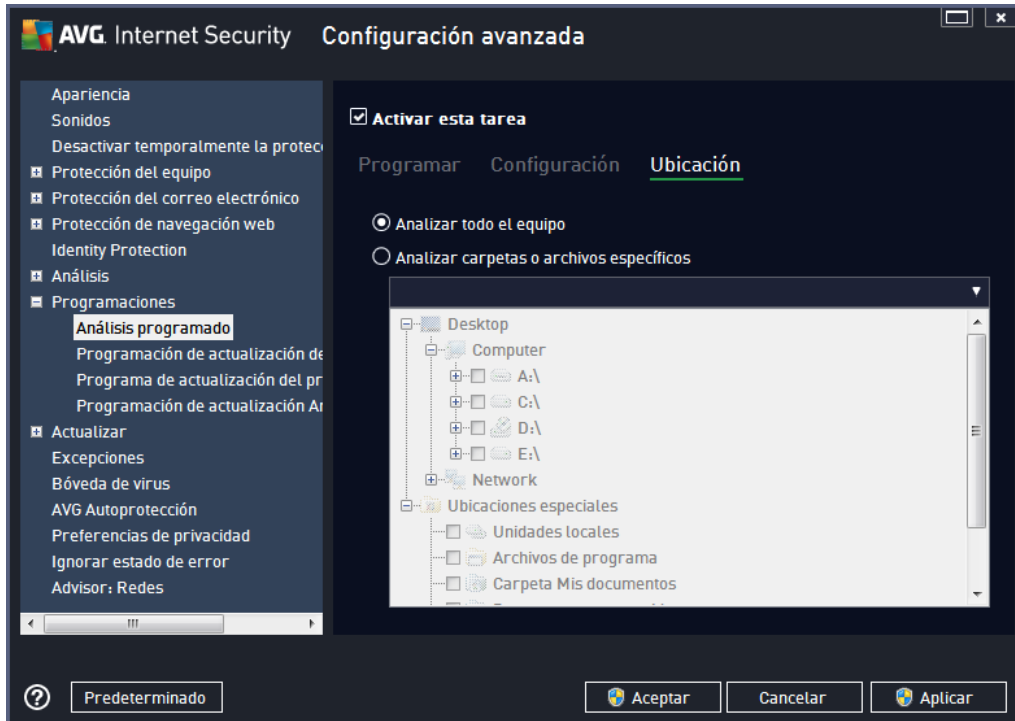 AVG. Internet Security Configuración avanzada
Apariencia
Sonidos
Desactivar temporalmente la protec
Protección del equipo
Protección del correo electrónico
Protección de navegación web
Identity Protection
Análisis
Programaciones
Análisis programado
Programación de actualización de
Programa de actualización del pr
Programación de actualización An
Actualizar
Excepciones
Bóveda de virus
AVG Autoprotección
Preferencias de privacidad
Ignorar estado de error
Advisor: Redes
Activar esta tarea
Programar Configuración Ubicación
Analizar todo el equipo
Analizar carpetas o archivos específicos
Desktop
Computer
A:\
C:\
D:\
E:\
Network
Ubicaciones especiales
Unidades locales
Archivos de programa
Carpeta Mis documentos
Predeterminado Aceptar Cancelar Aplicar